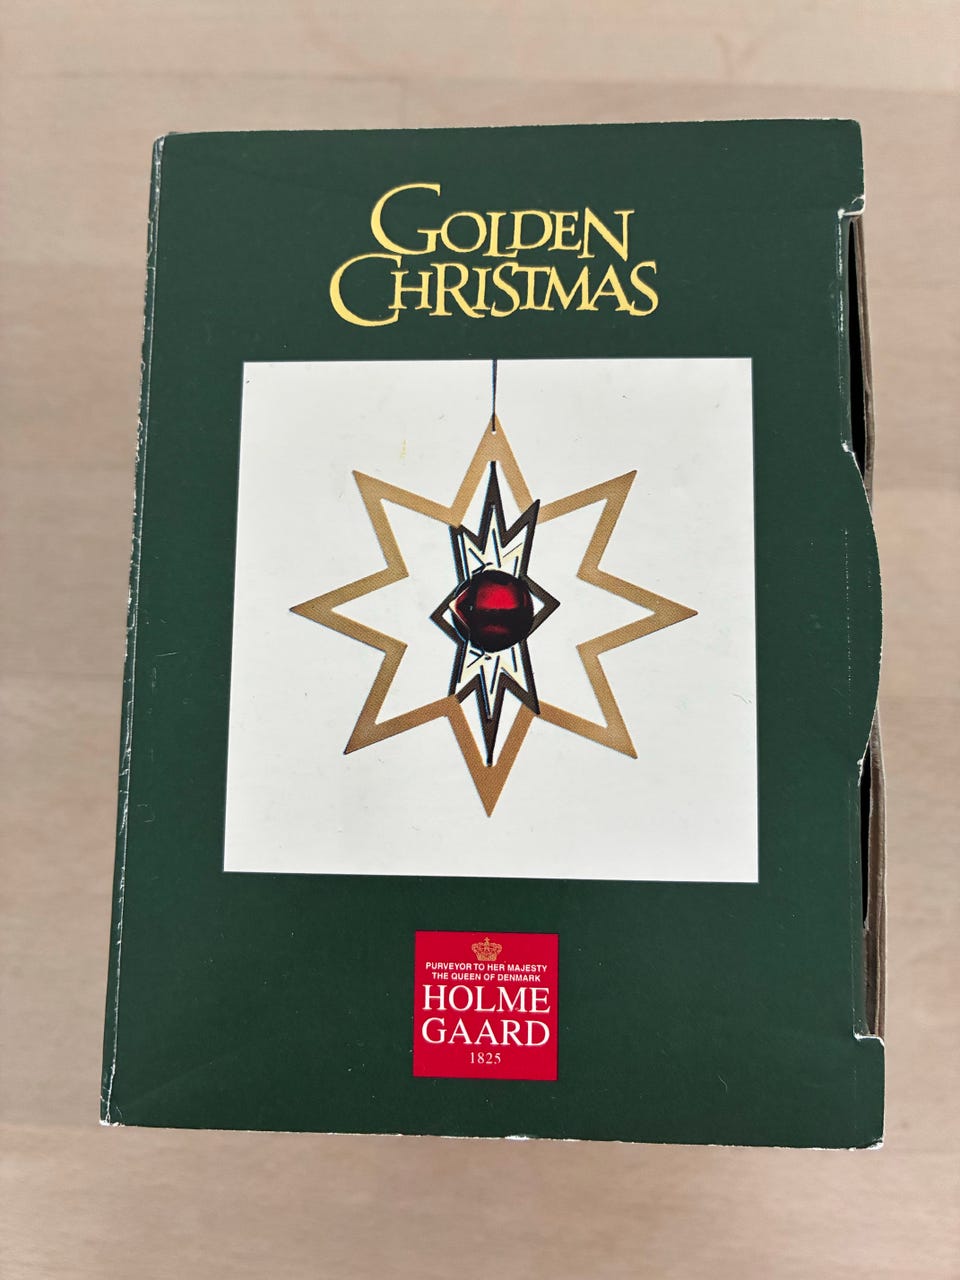 GOLDEN
CHRISTMAS
PURVEYOR TO HER MAJESTY
THE QUEEN OF DENMARK
HOLME
GAARD
1825